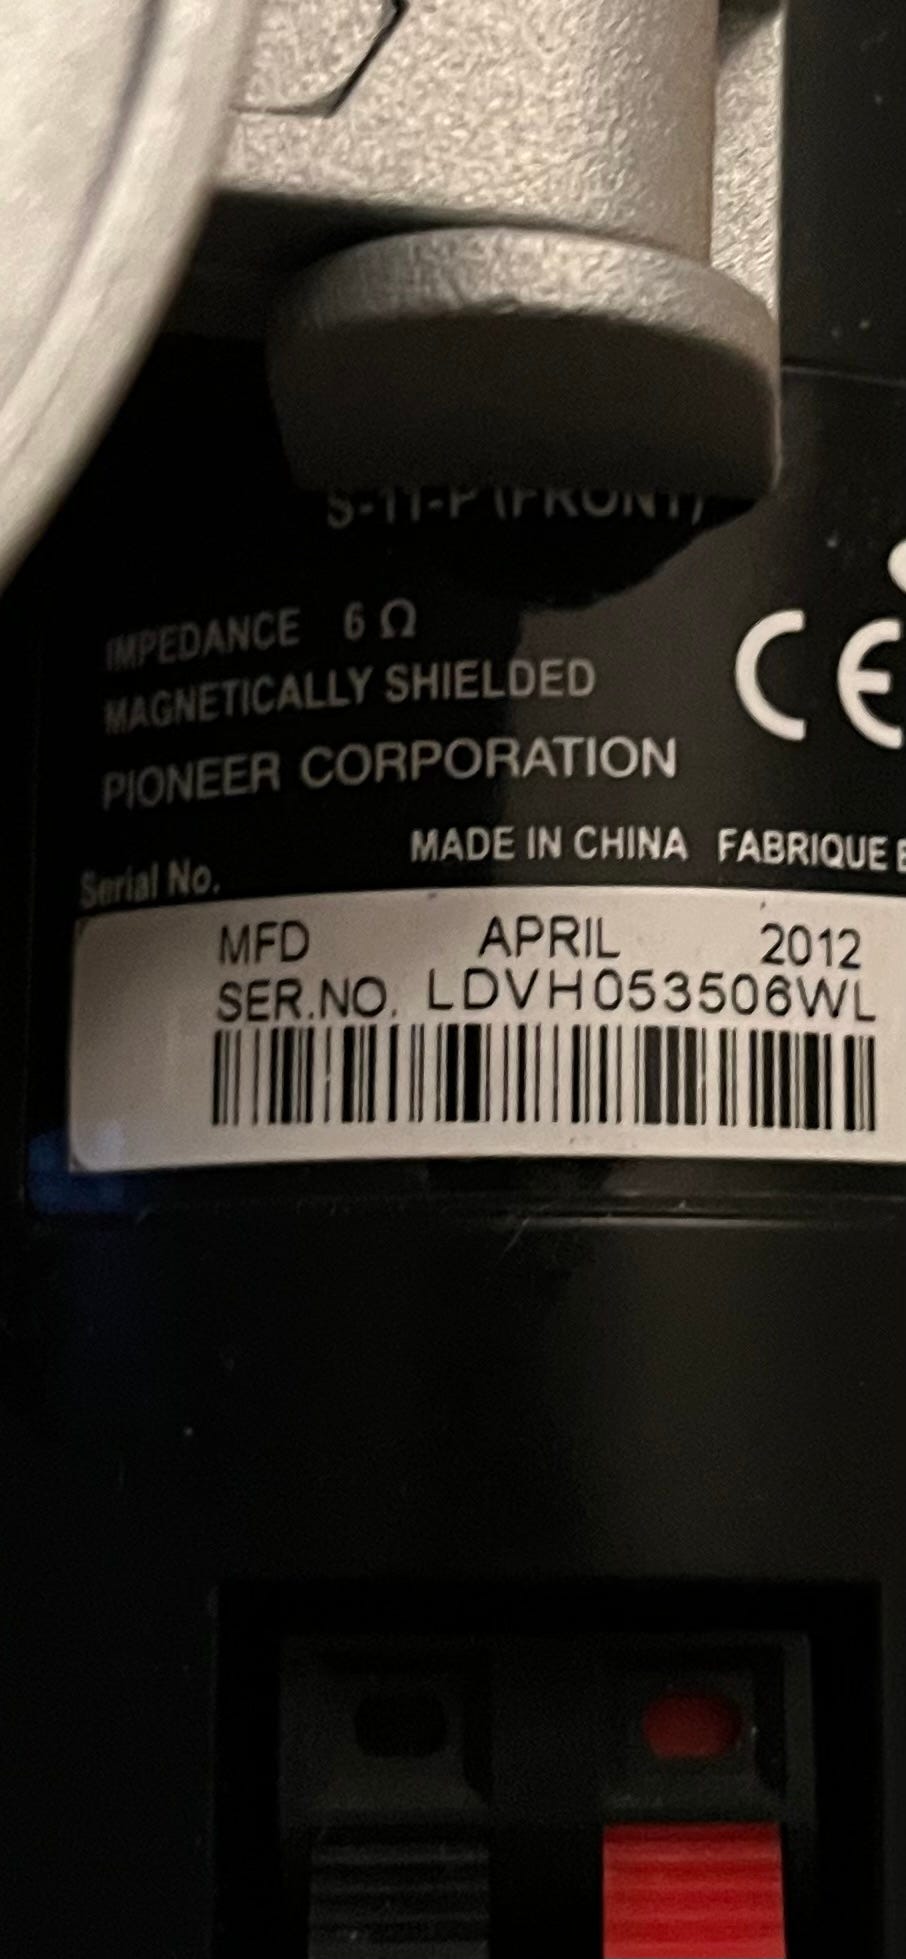 S-11-P (FRONT)
IMPEDANCE 6 Ω
MAGNETICALLY SHIELDED
CE
PIONEER CORPORATION
MADE IN CHINA FABRIQUE
Serial No.
MFD APRIL 2012
SER.NO. LDVH053506WL